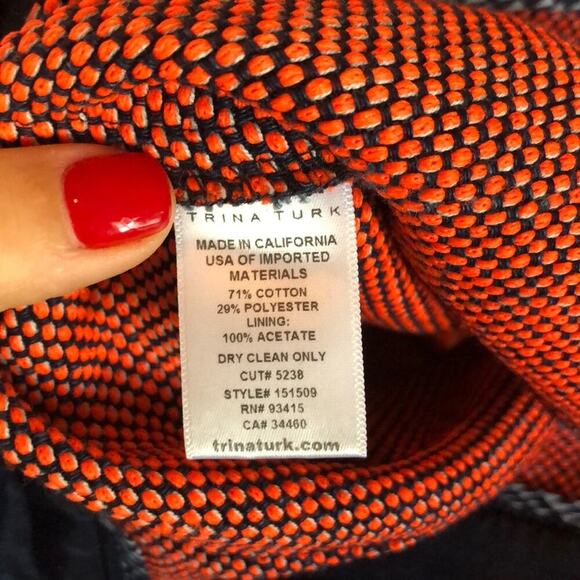 TRINA TURK
MADE IN CALIFORNIA
USA OF IMPORTED
MATERIALS
71% COTTON
29% POLYESTER
LINING:
100% ACETATE
DRY CLEAN ONLY
CUT# 5238
STYLE# 151509
RN# 93415
CA# 34460
trinaturk.com